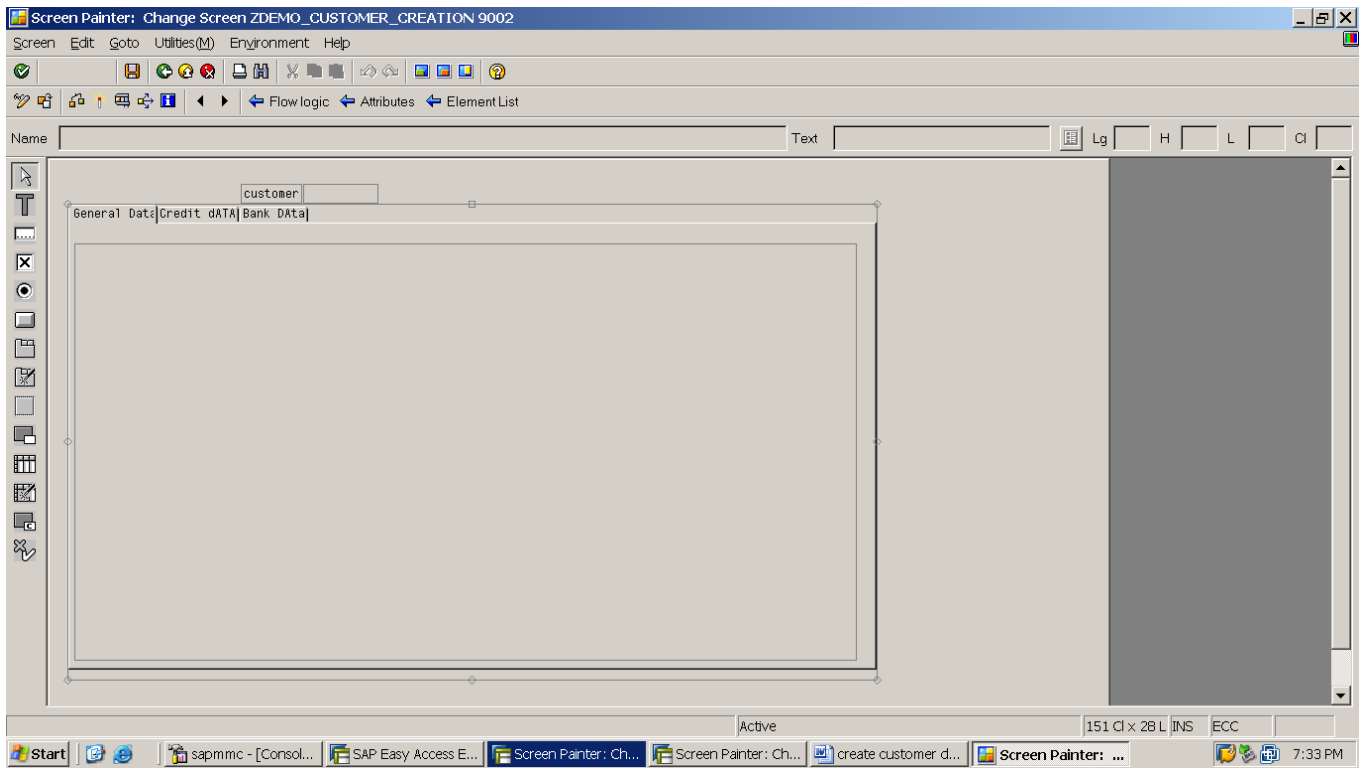 Screen Painter: Change Screen ZDEMO_CUSTOMER_CREATION 9002
Screen Edit Goto Utilities(M) Environment Help
Flow logic Attributes Element List
Name Text Lg H L Cl
customer
General Data Credit dATA Bank DAta
Active 151 Cl x 28 L INS ECC
Start sapmmc - [Consol... SAP Easy Access E... Screen Painter: Ch... Screen Painter: Ch... create customer d... Screen Painter: ... 7:33 PM